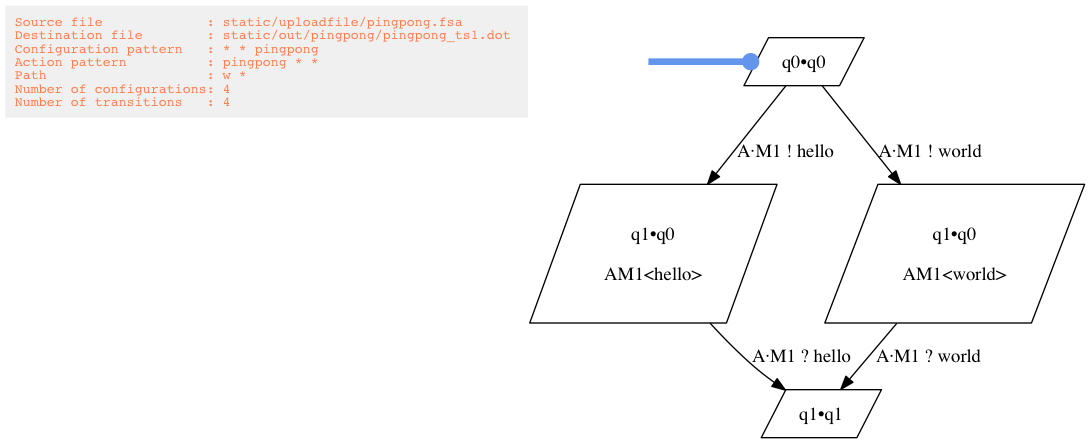 Source file             : static/uploadfile/pingpong.fsa
Destination file        : static/out/pingpong/pingpong_ts1.dot
Configuration pattern   : * * pingpong
Action pattern          : pingpong * *
Path                    : w *
Number of configurations: 4
Number of transitions   : 4
q0•q0
A·M1 ! hello
A·M1 ! world
q1•q0
AM1<hello>
q1•q0
AM1<world>
A·M1 ? hello
A·M1 ? world
q1•q1